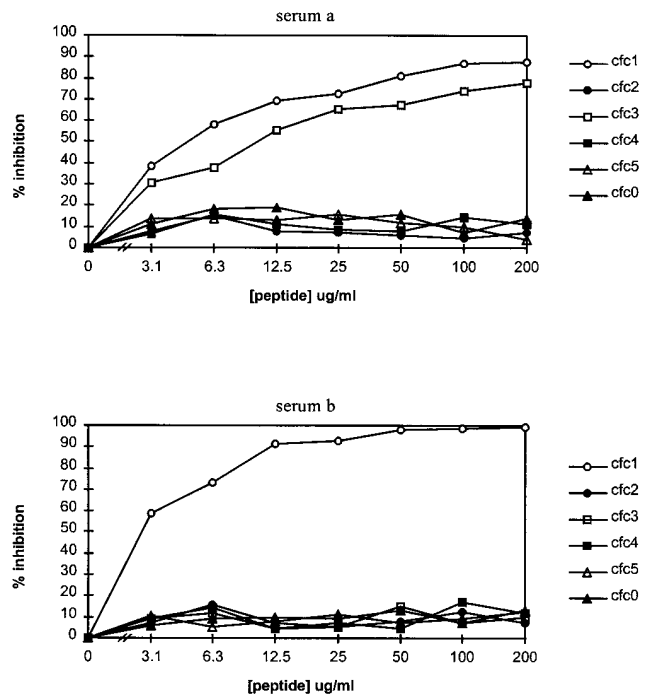 serum a
100
90
80
70
60
50
40
30
20
10
0
% inhibition
0 3.1 6.3 12.5 25 50 100 200
[peptide] ug/ml
cfc1
cfc2
cfc3
cfc4
cfc5
cfc0
serum b
100
90
80
70
60
50
40
30
20
10
0
% inhibition
0 3.1 6.3 12.5 25 50 100 200
[peptide] ug/ml
cfc1
cfc2
cfc3
cfc4
cfc5
cfc0